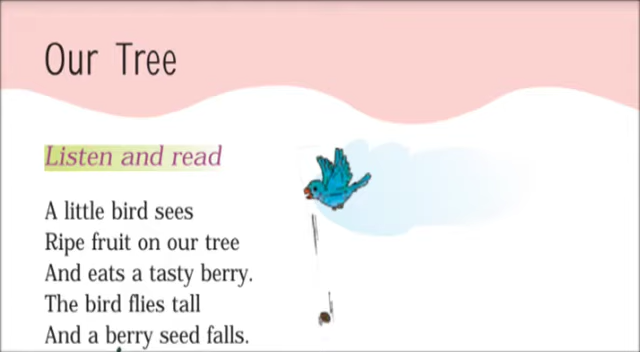 Our Tree
Listen and read
A little bird sees
Ripe fruit on our tree
And eats a tasty berry.
The bird flies tall
And a berry seed falls.